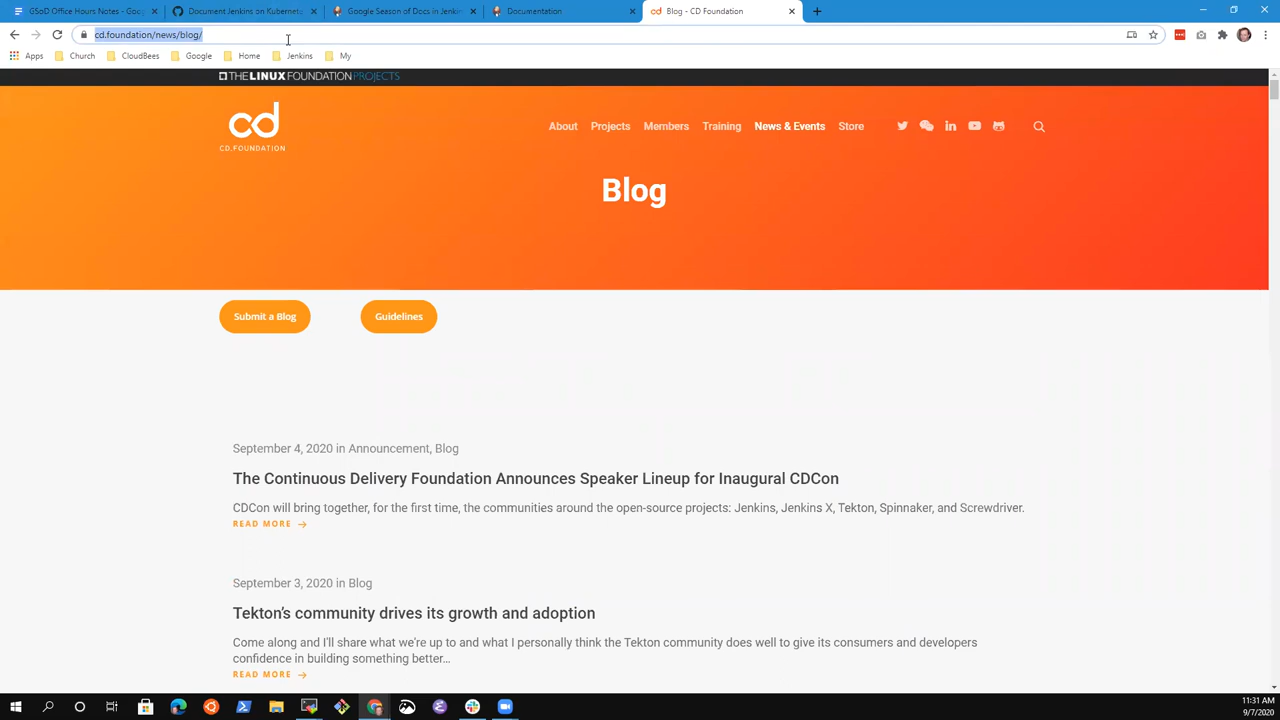 GSoD Office Hours Notes - Goog
Document Jenkins on Kubernete
Google Season of Docs in Jenkin
Documentation
Blog - CD Foundation
cd.foundation/news/blog/
Apps
Church
CloudBees
Google
Home
Jenkins
My
THE LINUX FOUNDATION PROJECTS
cd
CD.FOUNDATION
About
Projects
Members
Training
News & Events
Store
Blog
Submit a Blog
Guidelines
September 4, 2020 in Announcement, Blog
The Continuous Delivery Foundation Announces Speaker Lineup for Inaugural CDCon
CDCon will bring together, for the first time, the communities around the open-source projects: Jenkins, Jenkins X, Tekton, Spinnaker, and Screwdriver.
READ MORE →
September 3, 2020 in Blog
Tekton's community drives its growth and adoption
Come along and I'll share what we're up to and what I personally think the Tekton community does well to give its consumers and developers
confidence in building something better…
READ MORE →
11:31 AM
9/7/2020